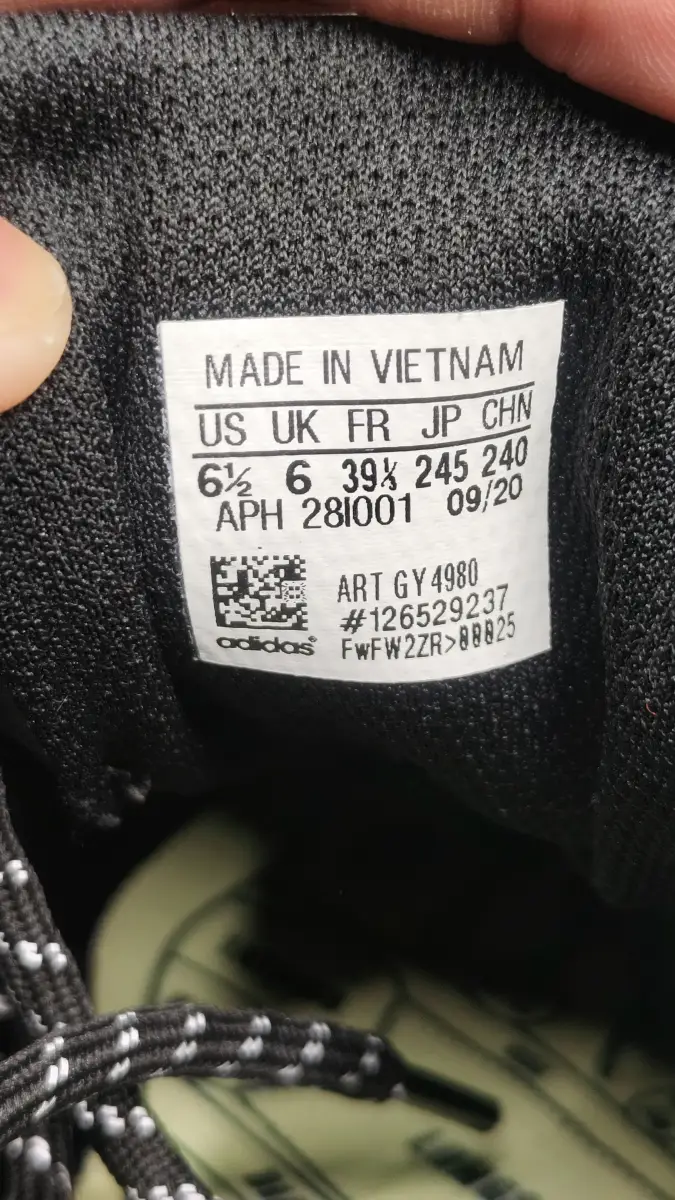 MADE IN VIETNAM
US UK FR JP CHN
6½ 6 39⅓ 245 240
APH 28I001 09/20
ART GY4980
#126529237
adidas® FwFW2ZR>00025